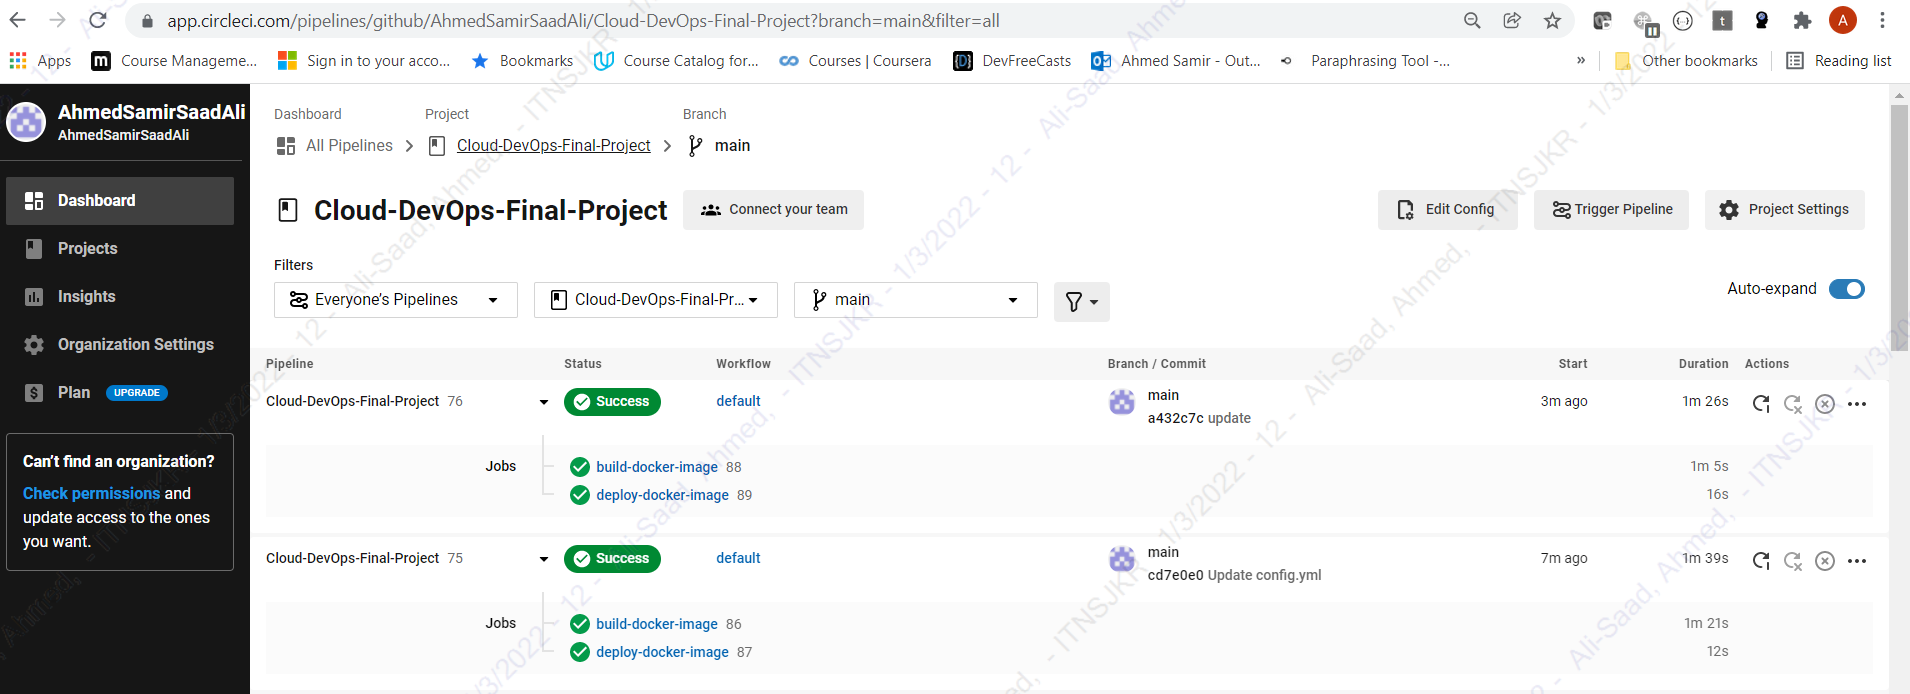 app.circleci.com/pipelines/github/AhmedSamirSaadAli/Cloud-DevOps-Final-Project?branch=main&filter=all
A
Apps Course Manageme... Sign in to your acco... Bookmarks Course Catalog for... Courses | Coursera DevFreeCasts Ahmed Samir - Out... Paraphrasing Tool -... » Other bookmarks Reading list
AhmedSamirSaadAli
AhmedSamirSaadAli
Dashboard
Projects
Insights
Organization Settings
Plan UPGRADE
Can't find an organization?
Check permissions and
update access to the ones
you want.
Dashboard Project Branch
All Pipelines Cloud-DevOps-Final-Project main
Cloud-DevOps-Final-Project Connect your team Edit Config Trigger Pipeline Project Settings
Filters
Everyone's Pipelines Cloud-DevOps-Final-Pr... main
Auto-expand
Pipeline Status Workflow Branch / Commit Start Duration Actions
Cloud-DevOps-Final-Project 76 Success default main 3m ago 1m 26s
a432c7c update
Jobs build-docker-image 88 1m 5s
deploy-docker-image 89 16s
Cloud-DevOps-Final-Project 75 Success default main 7m ago 1m 39s
cd7e0e0 Update config.yml
Jobs build-docker-image 86 1m 21s
deploy-docker-image 87 12s
Ali-Saad, Ahmed, - ITNSJKR - 1/3/2022 - 12 -